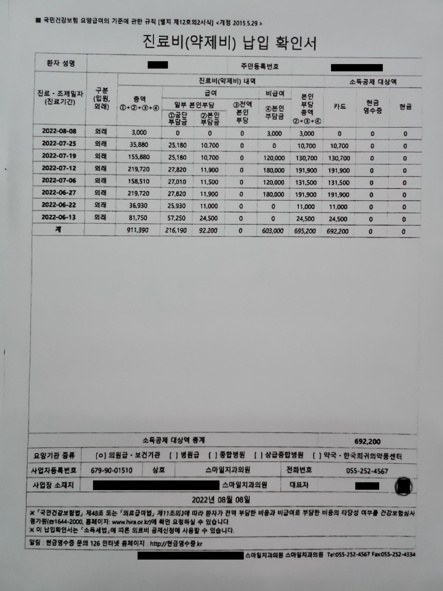 ■ 국민건강보험 요양급여의 기준에 관한 규칙 [별지 제12호의2서식] <개정 2015.5.29>
진료비(약제비) 납입 확인서
환자 성명 주민등록번호
진료·조제일자 (진료기간) 구분 (입원, 외래) 진료비(약제비) 내역 소득공제 대상액
총액 ①+②+③+④ 급여 비급여 본인 부담 총액 ②+③+④ 카드 현금 영수증 현금
일부 본인부담 ③전액 본인 부담 ④본인 부담금
①공단 부담금 ②본인 부담금
2022-08-08 외래 3,000 0 0 0 3,000 3,000 0 0 0
2022-07-25 외래 35,880 25,180 10,700 0 0 10,700 10,700 0 0
2022-07-19 외래 155,880 25,180 10,700 0 120,000 130,700 130,700 0 0
2022-07-12 외래 219,720 27,820 11,900 0 180,000 191,900 191,900 0 0
2022-07-06 외래 158,510 27,010 11,500 0 120,000 131,500 131,500 0 0
2022-06-27 외래 219,720 27,820 11,900 0 180,000 191,900 191,900 0 0
2022-06-22 외래 36,930 25,930 11,000 0 0 11,000 11,000 0 0
2022-06-13 외래 81,750 57,250 24,500 0 0 24,500 24,500 0 0
계 911,390 216,190 92,200 0 603,000 695,200 692,200 0 0
소득공제 대상액 총계 692,200
요양기관 종류 [o] 의원급·보건기관 [ ] 병원급 [ ] 종합병원 [ ] 상급종합병원 [ ] 약국·한국희귀의약품센터
사업자등록번호 679-90-01510 상호 스마일치과의원 전화번호 055-252-4567
사업장 소재지 스마일치과의원 대표자
2022년 08월 08일
※「국민건강보험법」 제48조 또는 「의료급여법」 제11조의3에 따라 환자가 전액 부담한 비용과 비급여로 부담한 비용의 타당성 여부를 건강보험심사
평가원(☎1644-2000, 홈페이지: www.hira.or.kr)에 확인 요청하실 수 있습니다.
※ 이 납입확인서는 「소득세법」에 따른 의료비 공제신청에 사용할 수 있습니다.
알림 : 현금영수증 문의 126 인터넷 홈페이지 : http://현금영수증.kr
스마일치과의원 스마일치과의원 Tel:055-252-4567 Fax:055-252-4334